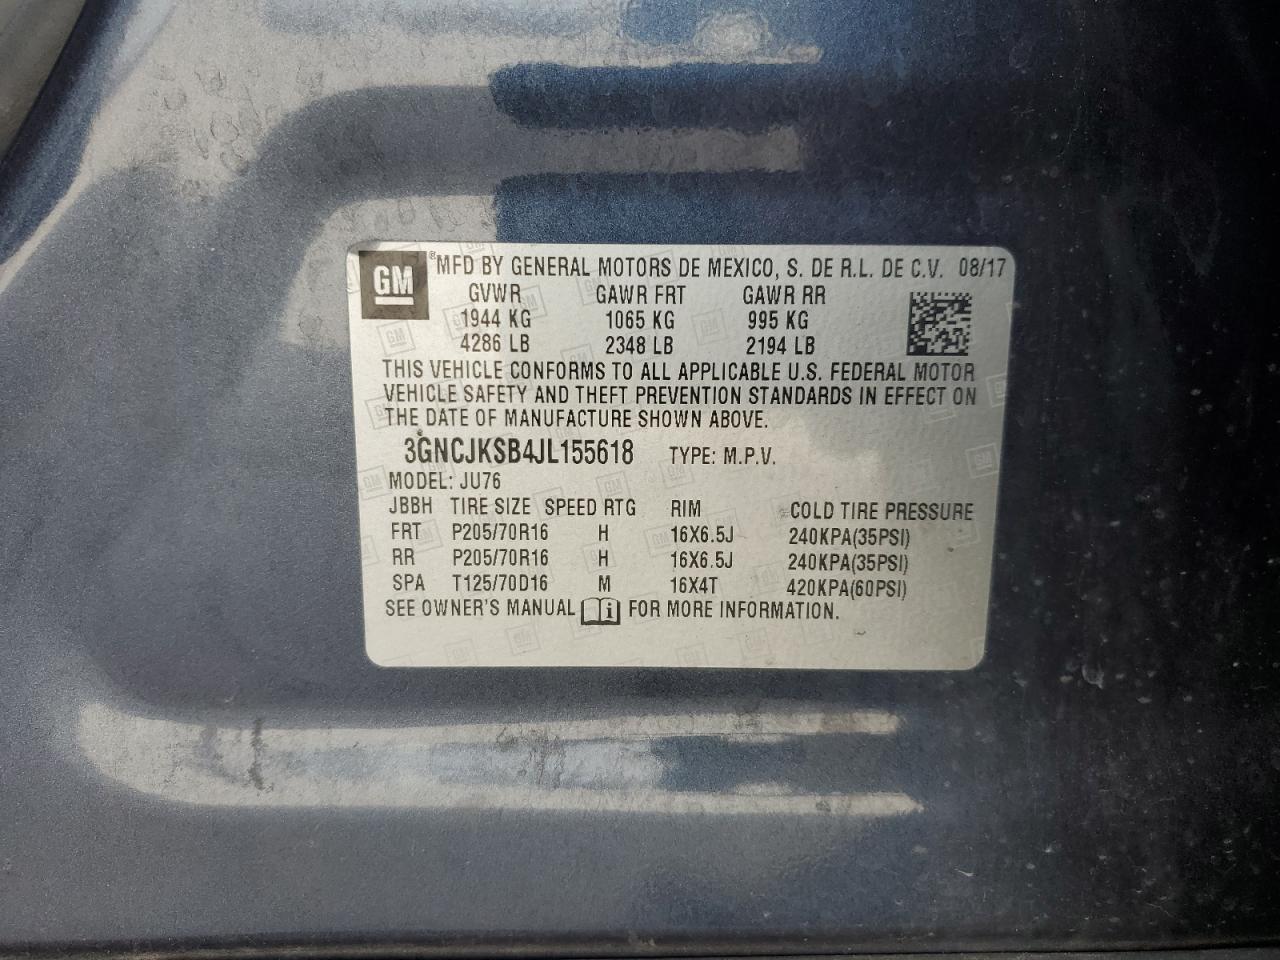 GM
®MFD BY GENERAL MOTORS DE MEXICO, S. DE R.L. DE C.V. 08/17
GVWR GAWR FRT GAWR RR
1944 KG 1065 KG 995 KG
4286 LB 2348 LB 2194 LB
THIS VEHICLE CONFORMS TO ALL APPLICABLE U.S. FEDERAL MOTOR
VEHICLE SAFETY AND THEFT PREVENTION STANDARDS IN EFFECT ON
THE DATE OF MANUFACTURE SHOWN ABOVE.
3GNCJKSB4JL155618 TYPE: M.P.V.
MODEL: JU76
JBBH TIRE SIZE SPEED RTG RIM COLD TIRE PRESSURE
FRT P205/70R16 H 16X6.5J 240KPA(35PSI)
RR P205/70R16 H 16X6.5J 240KPA(35PSI)
SPA T125/70D16 M 16X4T 420KPA(60PSI)
SEE OWNER'S MANUAL i FOR MORE INFORMATION.